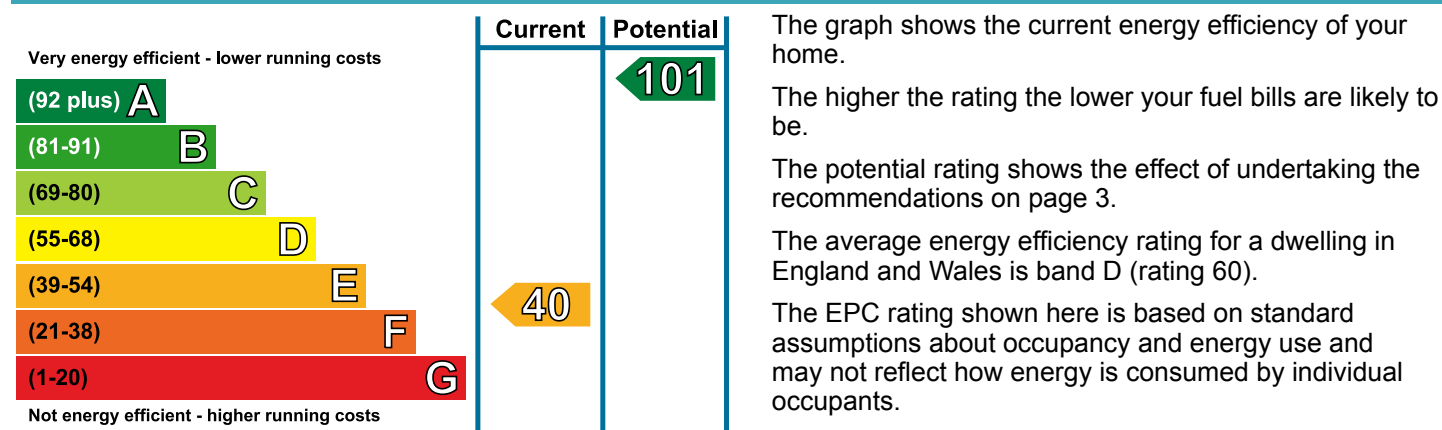 Current Potential
Very energy efficient - lower running costs
101
(92 plus) A
(81-91) B
(69-80) C
(55-68) D
(39-54) E
40
(21-38) F
(1-20) G
Not energy efficient - higher running costs
The graph shows the current energy efficiency of your
home.
The higher the rating the lower your fuel bills are likely to
be.
The potential rating shows the effect of undertaking the
recommendations on page 3.
The average energy efficiency rating for a dwelling in
England and Wales is band D (rating 60).
The EPC rating shown here is based on standard
assumptions about occupancy and energy use and
may not reflect how energy is consumed by individual
occupants.